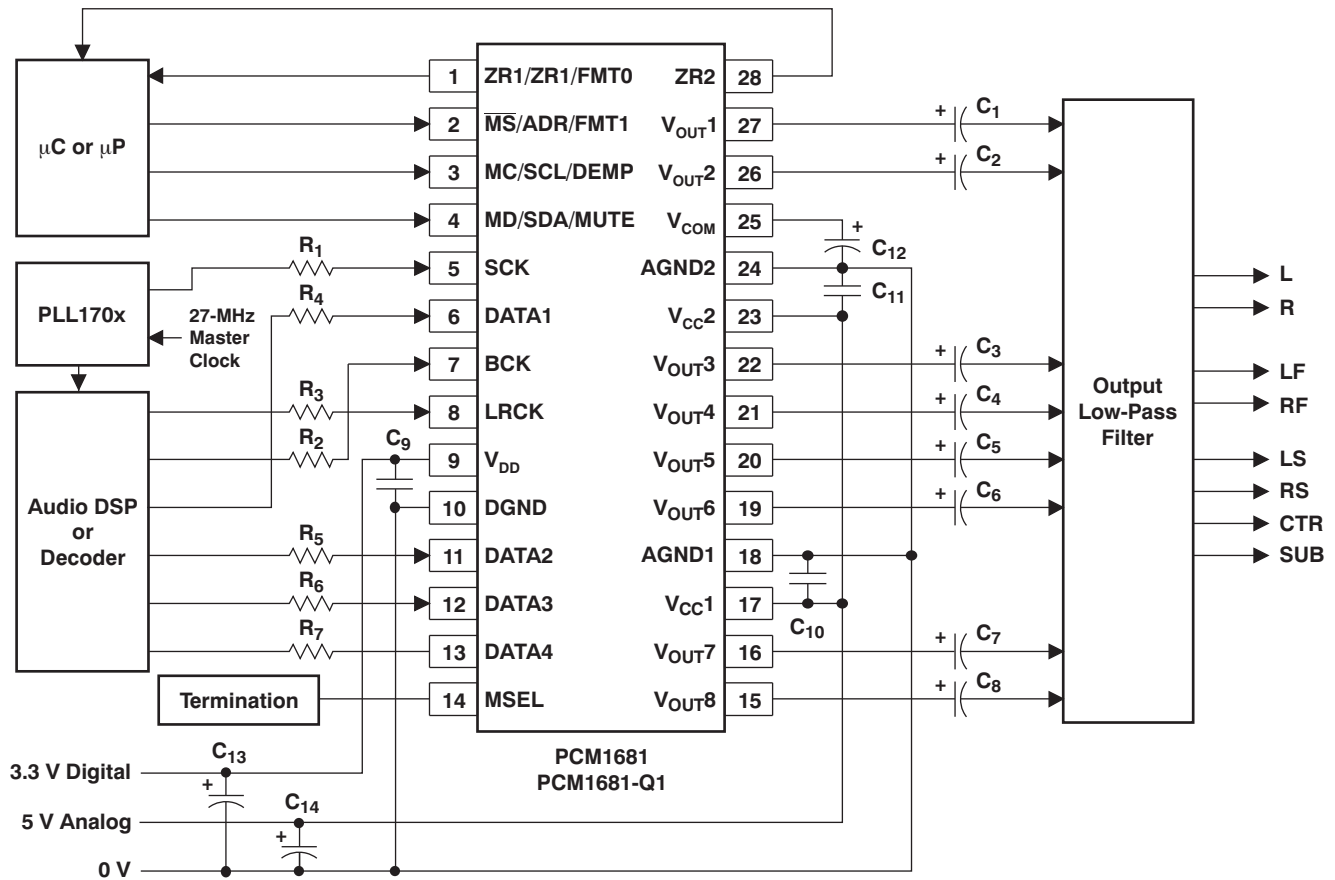 μC or μP
PLL170x
27-MHz
Master
Clock
Audio DSP
or
Decoder
Termination
R1
R4
R3
R2
R5
R6
R7
C9
1 ZR1/ZR1/FMT0
2 M̅S̅/ADR/FMT1
3 MC/SCL/DEMP
4 MD/SDA/MUTE
5 SCK
6 DATA1
7 BCK
8 LRCK
9 VDD
10 DGND
11 DATA2
12 DATA3
13 DATA4
14 MSEL
ZR2 28
VOUT1 27
VOUT2 26
VCOM 25
AGND2 24
VCC2 23
VOUT3 22
VOUT4 21
VOUT5 20
VOUT6 19
AGND1 18
VCC1 17
VOUT7 16
VOUT8 15
PCM1681
PCM1681-Q1
+ C1
+ C2
+ C12
C11
+ C3
+ C4
+ C5
+ C6
C10
+ C7
+ C8
Output
Low-Pass
Filter
L
R
LF
RF
LS
RS
CTR
SUB
C13
3.3 V Digital
+
C14
5 V Analog
+
0 V